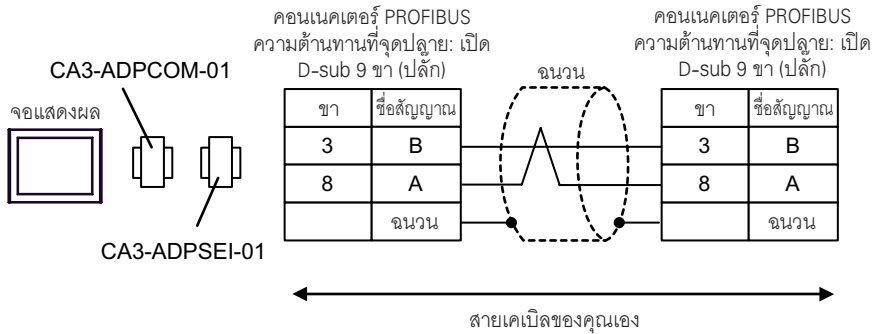 คอนเนคเตอร์ PROFIBUS
ความต้านทานที่จุดปลาย: เปิด
D-sub 9 ขา (ปลั๊ก)
คอนเนคเตอร์ PROFIBUS
ความต้านทานที่จุดปลาย: เปิด
D-sub 9 ขา (ปลั๊ก)
CA3-ADPCOM-01
ฉนวน
จอแสดงผล
ขา ชื่อสัญญาณ
3 B
8 A
ฉนวน
ขา ชื่อสัญญาณ
3 B
8 A
ฉนวน
CA3-ADPSEI-01
สายเคเบิลของคุณเอง